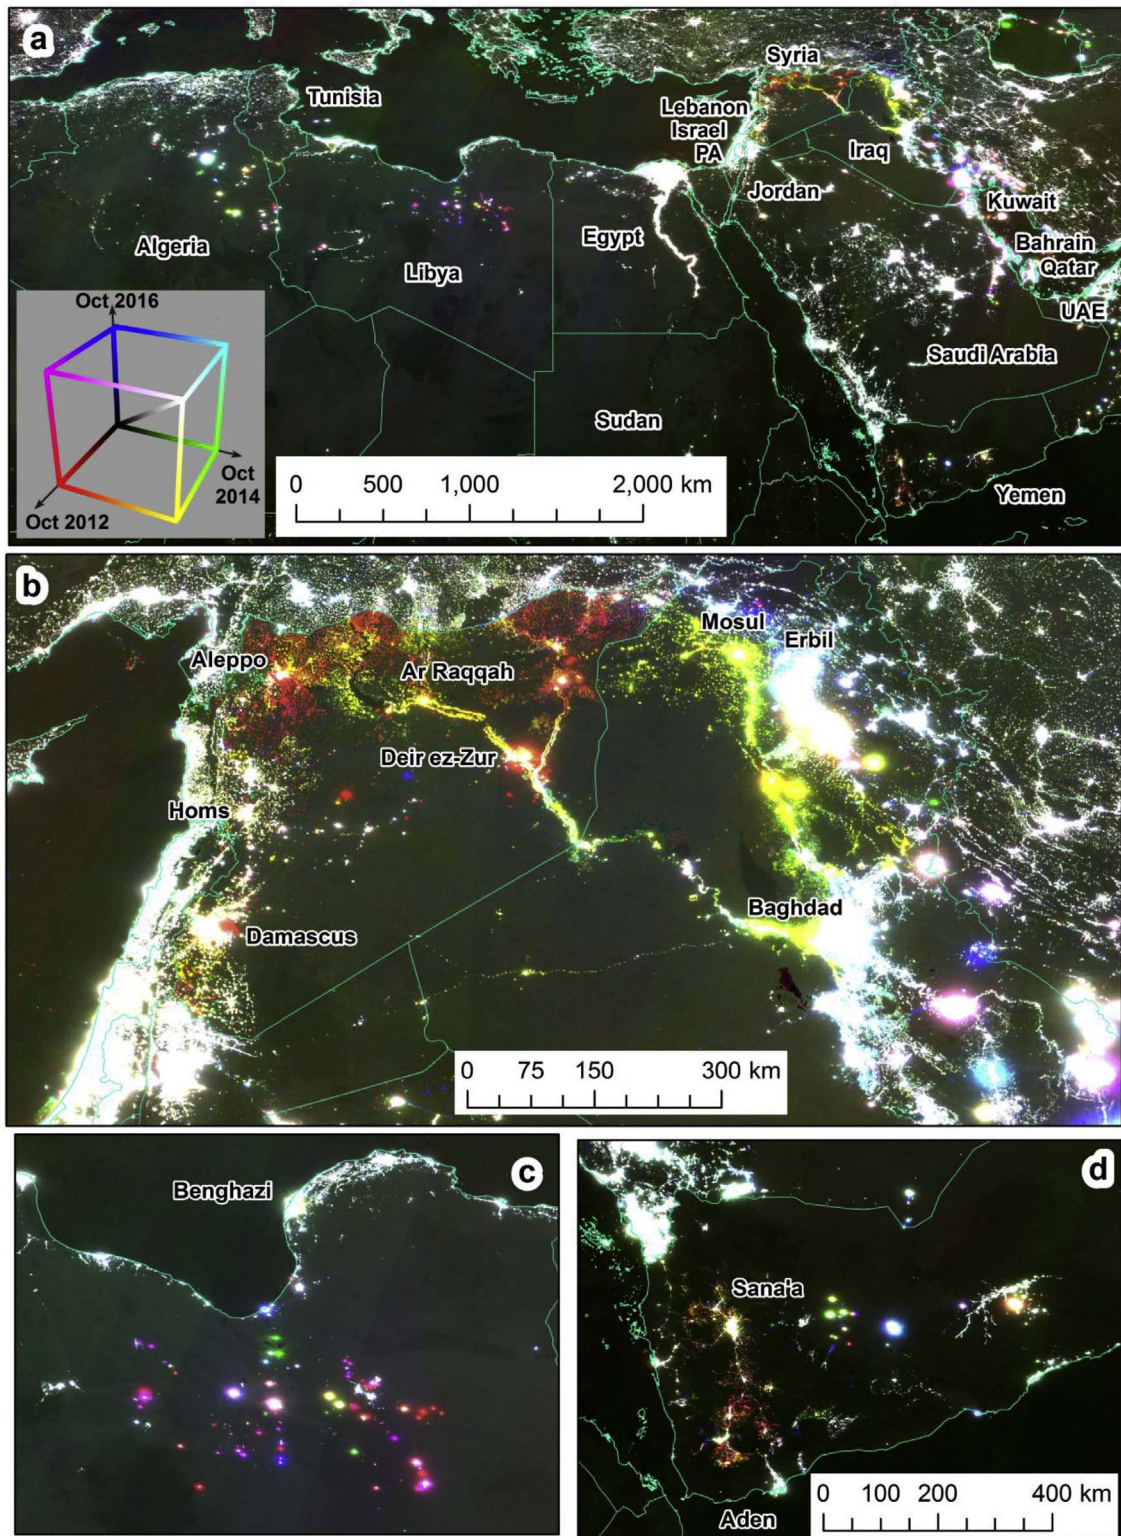 a
Syria
Tunisia
Lebanon
Israel
PA
Iraq
Jordan
Kuwait
Algeria
Egypt
Bahrain
Libya
Qatar
UAE
Oct 2016
Saudi Arabia
Sudan
Oct
2014
0 500 1,000 2,000 km
Oct 2012
Yemen
b
Mosul
Erbil
Aleppo
Ar Raqqah
Deir ez-Zur
Homs
Baghdad
Damascus
0 75 150 300 km
c
Benghazi
d
Sana'a
0 100 200 400 km
Aden